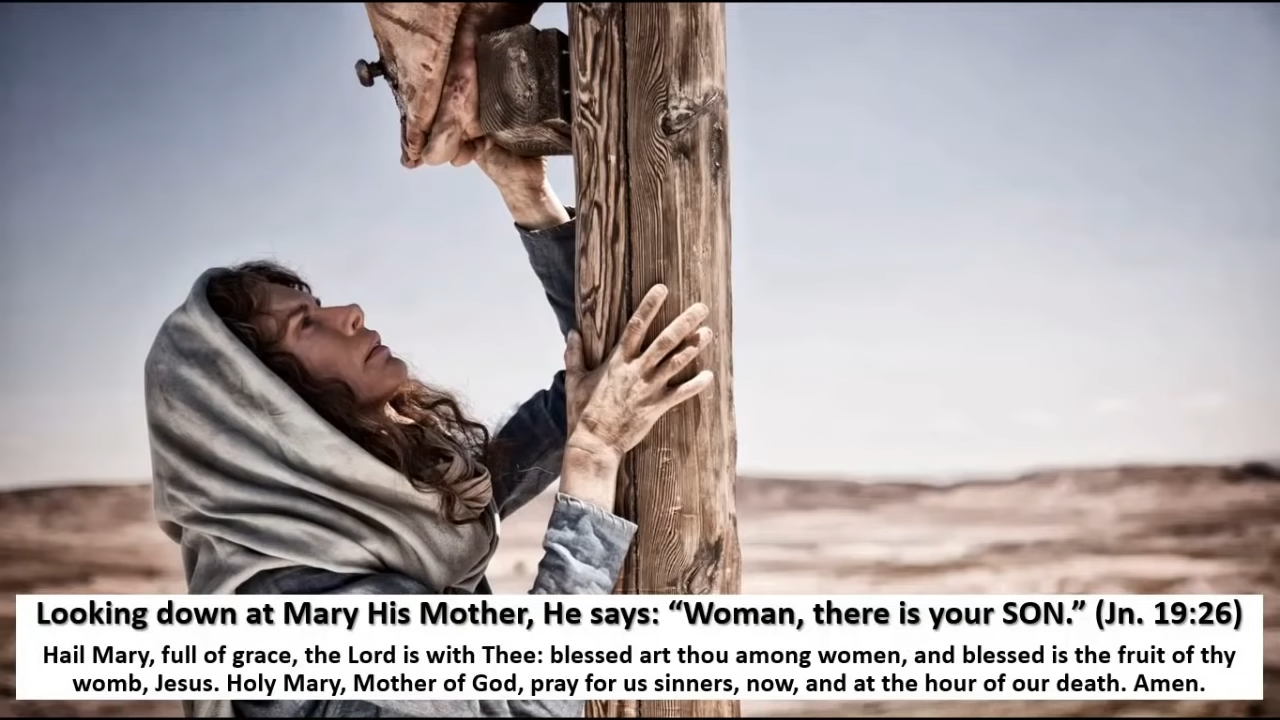 Looking down at Mary His Mother, He says: “Woman, there is your SON.” (Jn. 19:26)
Hail Mary, full of grace, the Lord is with Thee: blessed art thou among women, and blessed is the fruit of thy
womb, Jesus. Holy Mary, Mother of God, pray for us sinners, now, and at the hour of our death. Amen.